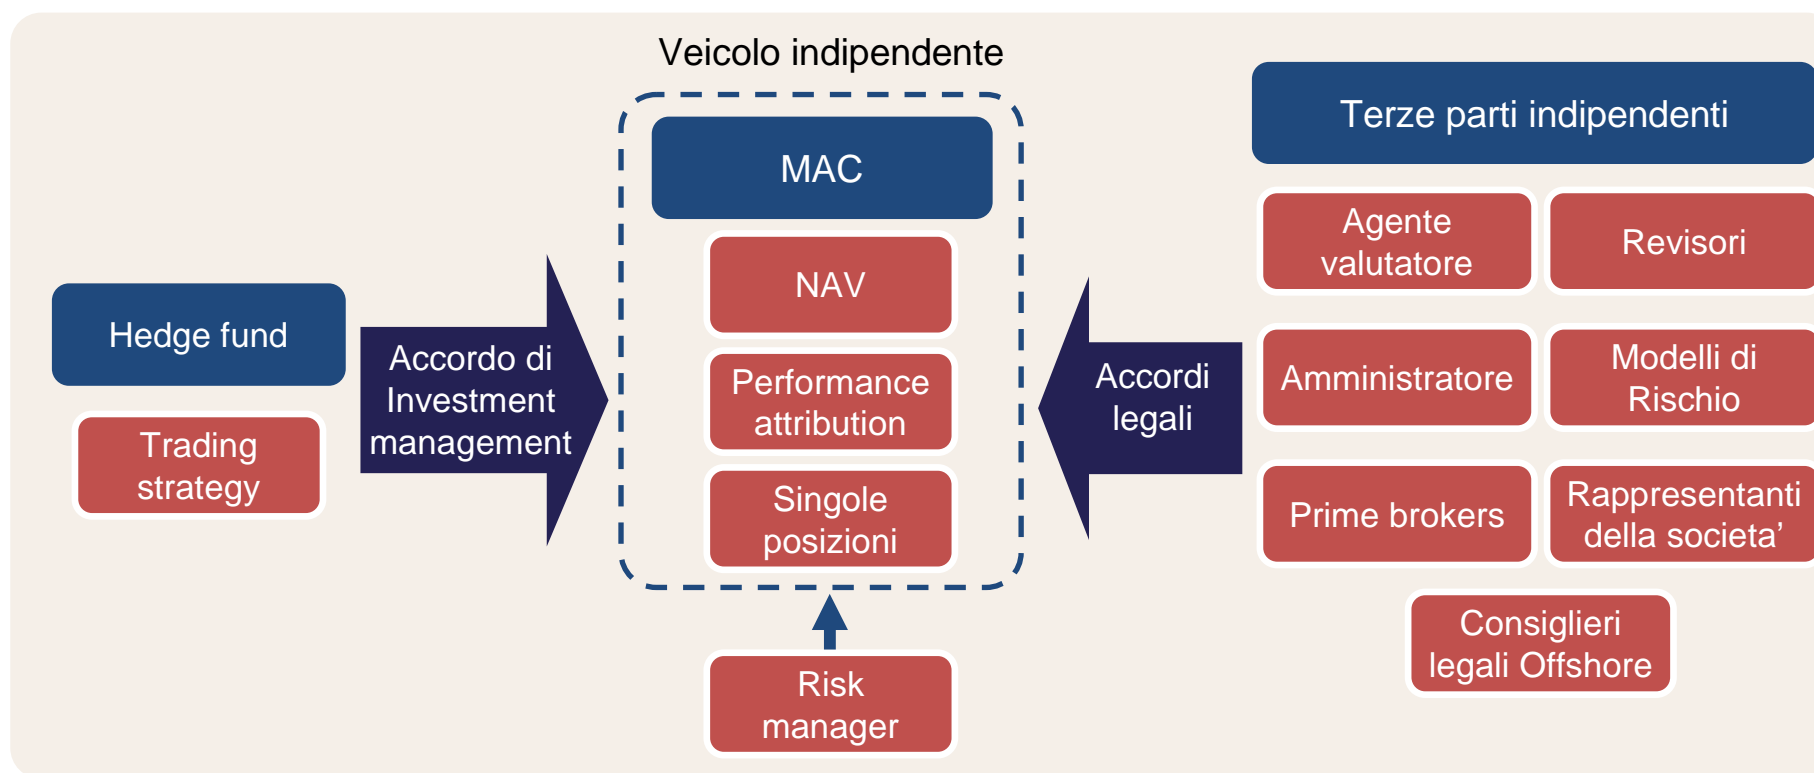 Veicolo indipendente
MAC
NAV
Performance
attribution
Singole
posizioni
Risk
manager
Hedge fund
Trading
strategy
Accordo di
Investment
management
Accordi
legali
Terze parti indipendenti
Agente
valutatore
Revisori
Amministratore
Modelli di
Rischio
Prime brokers
Rappresentanti
della societa’
Consiglieri
legali Offshore